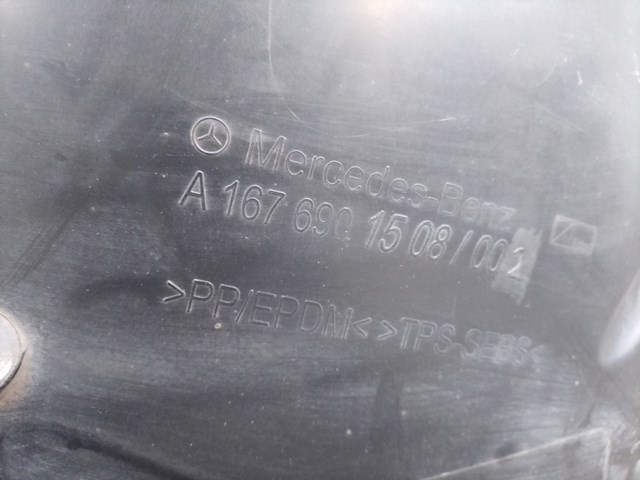 Mercedes-Benz
A 167 690 15 08 / 002
>PP/EPDM< >TPS-SEBS<